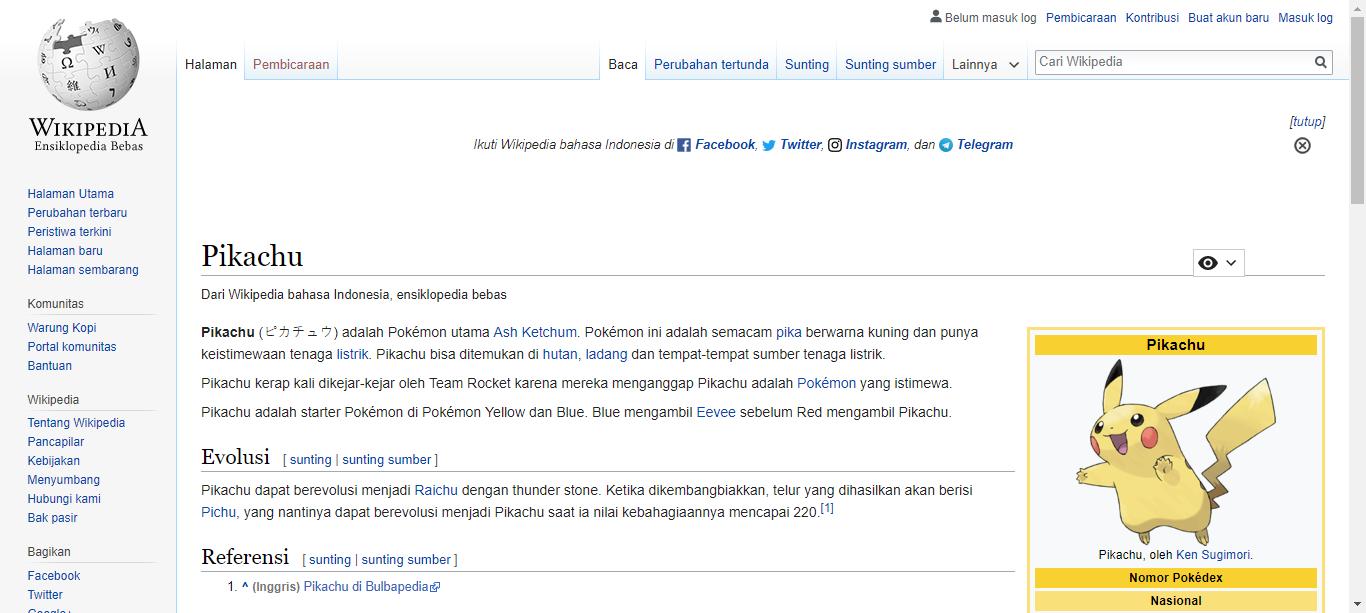 Belum masuk log Pembicaraan Kontribusi Buat akun baru Masuk log
Halaman Pembicaraan Baca Perubahan tertunda Sunting Sunting sumber Lainnya Cari Wikipedia
WIKIPEDIA
Ensiklopedia Bebas
Halaman Utama
Perubahan terbaru
Peristiwa terkini
Halaman baru
Halaman sembarang
Komunitas
Warung Kopi
Portal komunitas
Bantuan
Wikipedia
Tentang Wikipedia
Pancapilar
Kebijakan
Menyumbang
Hubungi kami
Bak pasir
Bagikan
Facebook
Twitter
Google+
[tutup]
Ikuti Wikipedia bahasa Indonesia di Facebook, Twitter, Instagram, dan Telegram
Pikachu
Dari Wikipedia bahasa Indonesia, ensiklopedia bebas
Pikachu (ピカチュウ) adalah Pokémon utama Ash Ketchum. Pokémon ini adalah semacam pika berwarna kuning dan punya
keistimewaan tenaga listrik. Pikachu bisa ditemukan di hutan, ladang dan tempat-tempat sumber tenaga listrik.
Pikachu kerap kali dikejar-kejar oleh Team Rocket karena mereka menganggap Pikachu adalah Pokémon yang istimewa.
Pikachu adalah starter Pokémon di Pokémon Yellow dan Blue. Blue mengambil Eevee sebelum Red mengambil Pikachu.
Evolusi [ sunting | sunting sumber ]
Pikachu dapat berevolusi menjadi Raichu dengan thunder stone. Ketika dikembangbiakkan, telur yang dihasilkan akan berisi
Pichu, yang nantinya dapat berevolusi menjadi Pikachu saat ia nilai kebahagiaannya mencapai 220.[1]
Referensi [ sunting | sunting sumber ]
1. ^ (Inggris) Pikachu di Bulbapedia
Pikachu
Pikachu, oleh Ken Sugimori.
Nomor Pokédex
Nasional